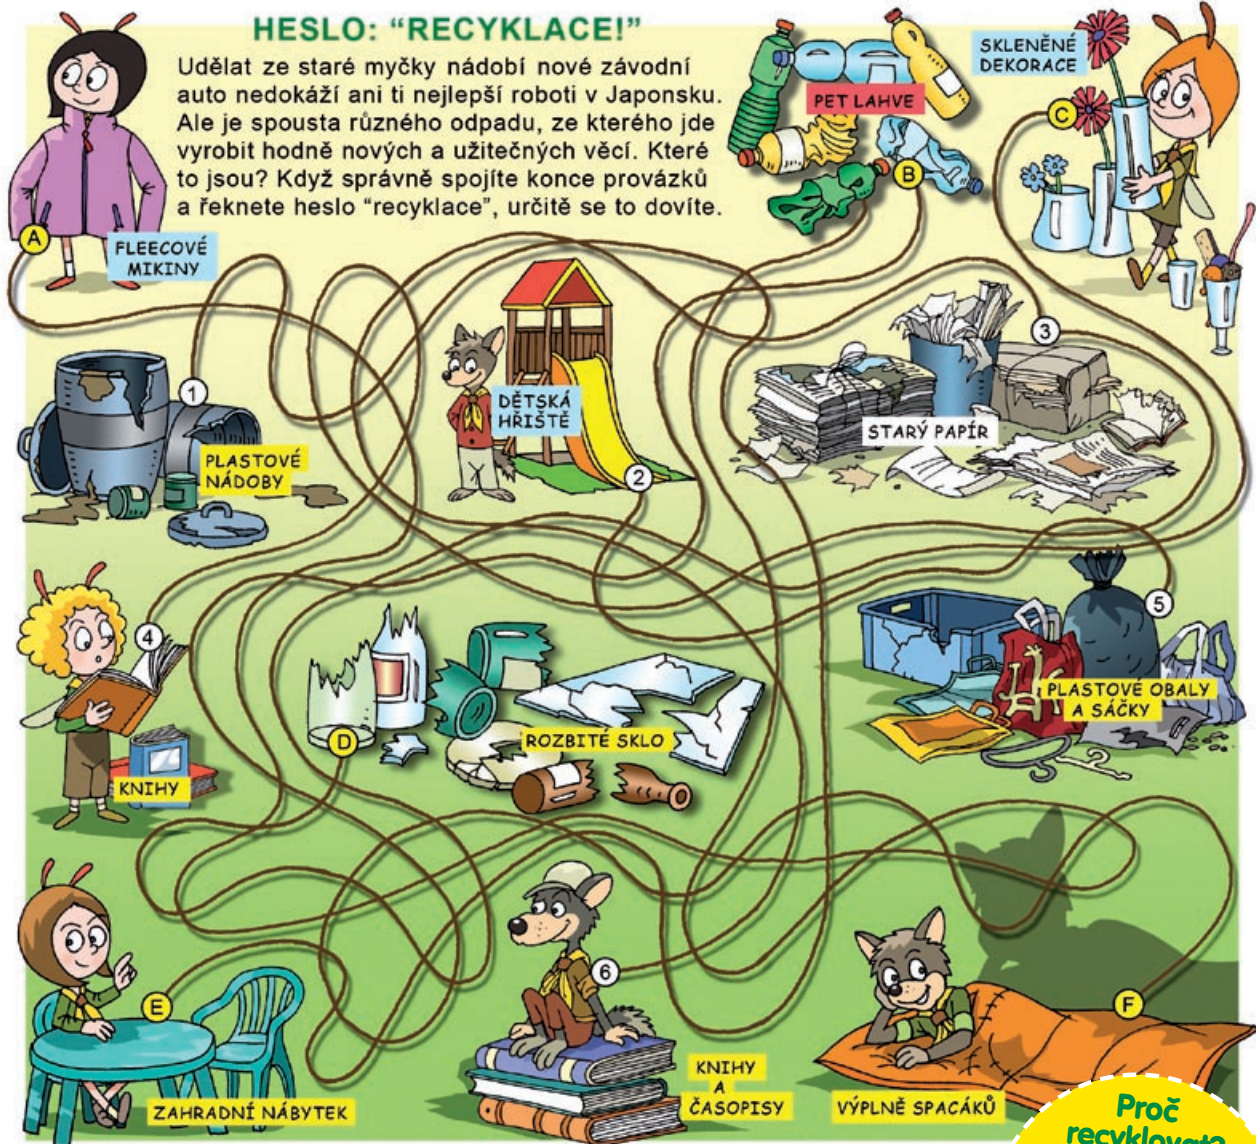 HESLO: “RECYKLACE!”
Udělat ze staré myčky nádobí nové závodní
auto nedokáží ani ti nejlepší roboti v Japonsku.
Ale je spousta různého odpadu, ze kterého jde
vyrobit hodně nových a užitečných věcí. Které
to jsou? Když správně spojíte konce provázků
a řeknete heslo “recyklace”, určitě se to dovíte.
PET LAHVE
B
SKLENĚNÉ
DEKORACE
C
A
FLEECOVÉ
MIKINY
1
PLASTOVÉ
NÁDOBY
DĚTSKÁ
HŘIŠTĚ
2
3
STARÝ PAPÍR
4
KNIHY
D
ROZBITÉ SKLO
5
PLASTOVÉ OBALY
A SÁČKY
E
ZAHRADNÍ NÁBYTEK
6
KNIHY
A
ČASOPISY
F
VÝPLNĚ SPACÁKŮ
Proč